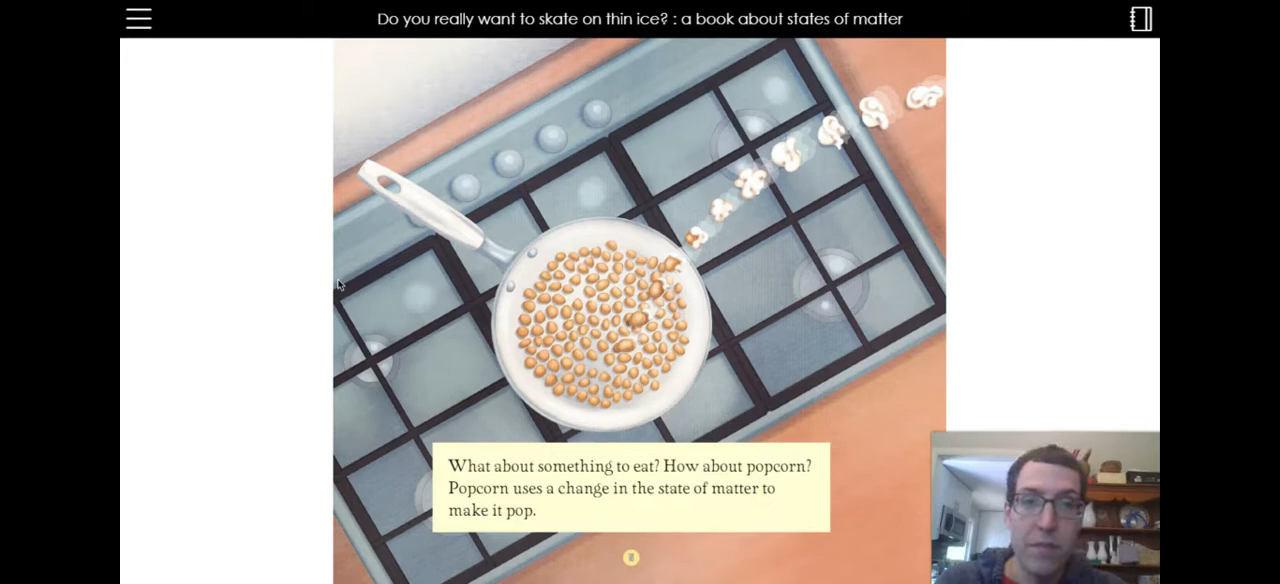 Do you really want to skate on thin ice? : a book about states of matter
What about something to eat? How about popcorn?
Popcorn uses a change in the state of matter to
make it pop.